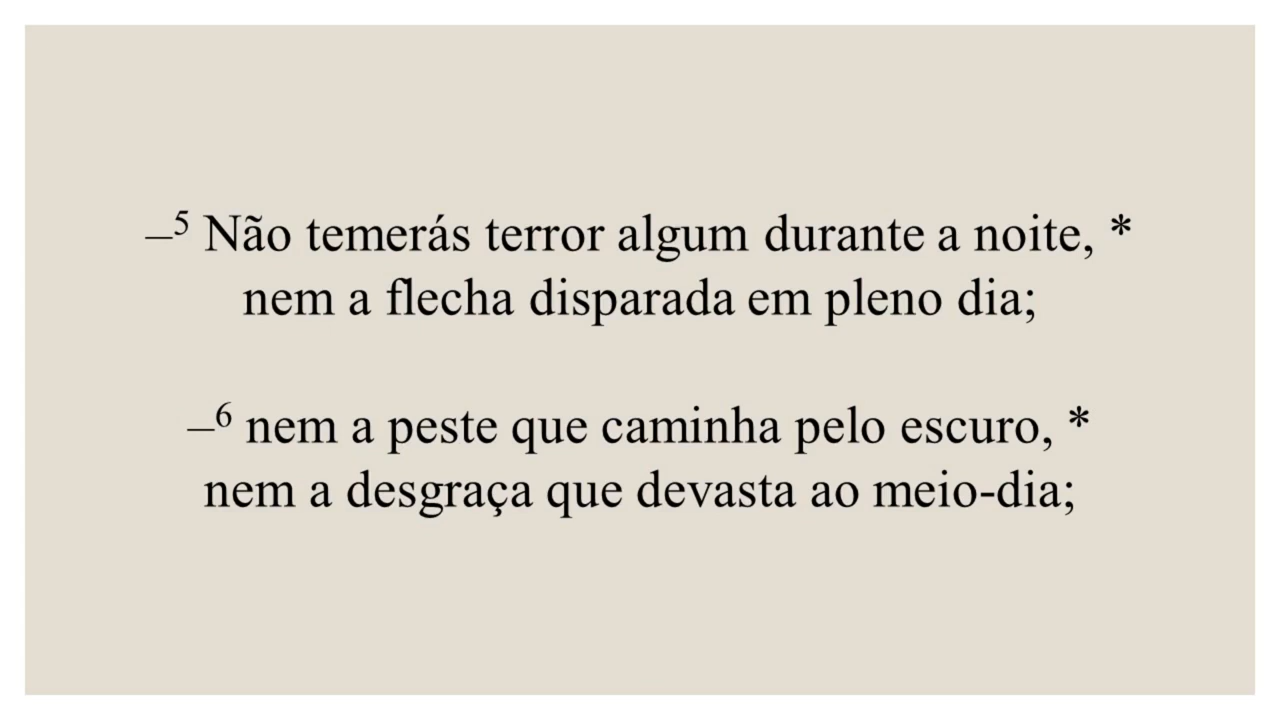 –⁵ Não temerás terror algum durante a noite, *
nem a flecha disparada em pleno dia;
–⁶ nem a peste que caminha pelo escuro, *
nem a desgraça que devasta ao meio-dia;